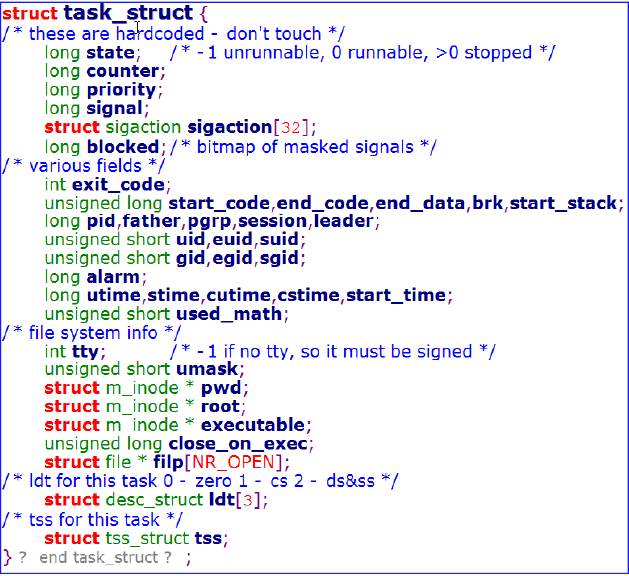 struct task_struct {
/* these are hardcoded - don't touch */
long state; /* -1 unrunnable, 0 runnable, >0 stopped */
long counter;
long priority;
long signal;
struct sigaction sigaction[32];
long blocked; /* bitmap of masked signals */
/* various fields */
int exit_code;
unsigned long start_code,end_code,end_data,brk,start_stack;
long pid,father,pgrp,session,leader;
unsigned short uid,euid,suid;
unsigned short gid,egid,sgid;
long alarm;
long utime,stime,cutime,cstime,start_time;
unsigned short used_math;
/* file system info */
int tty; /* -1 if no tty, so it must be signed */
unsigned short umask;
struct m_inode * pwd;
struct m_inode * root;
struct m_inode * executable;
unsigned long close_on_exec;
struct file * filp[NR_OPEN];
/* ldt for this task 0 - zero 1 - cs 2 - ds&ss */
struct desc_struct ldt[3];
/* tss for this task */
struct tss_struct tss;
} ? end task_struct ? ;